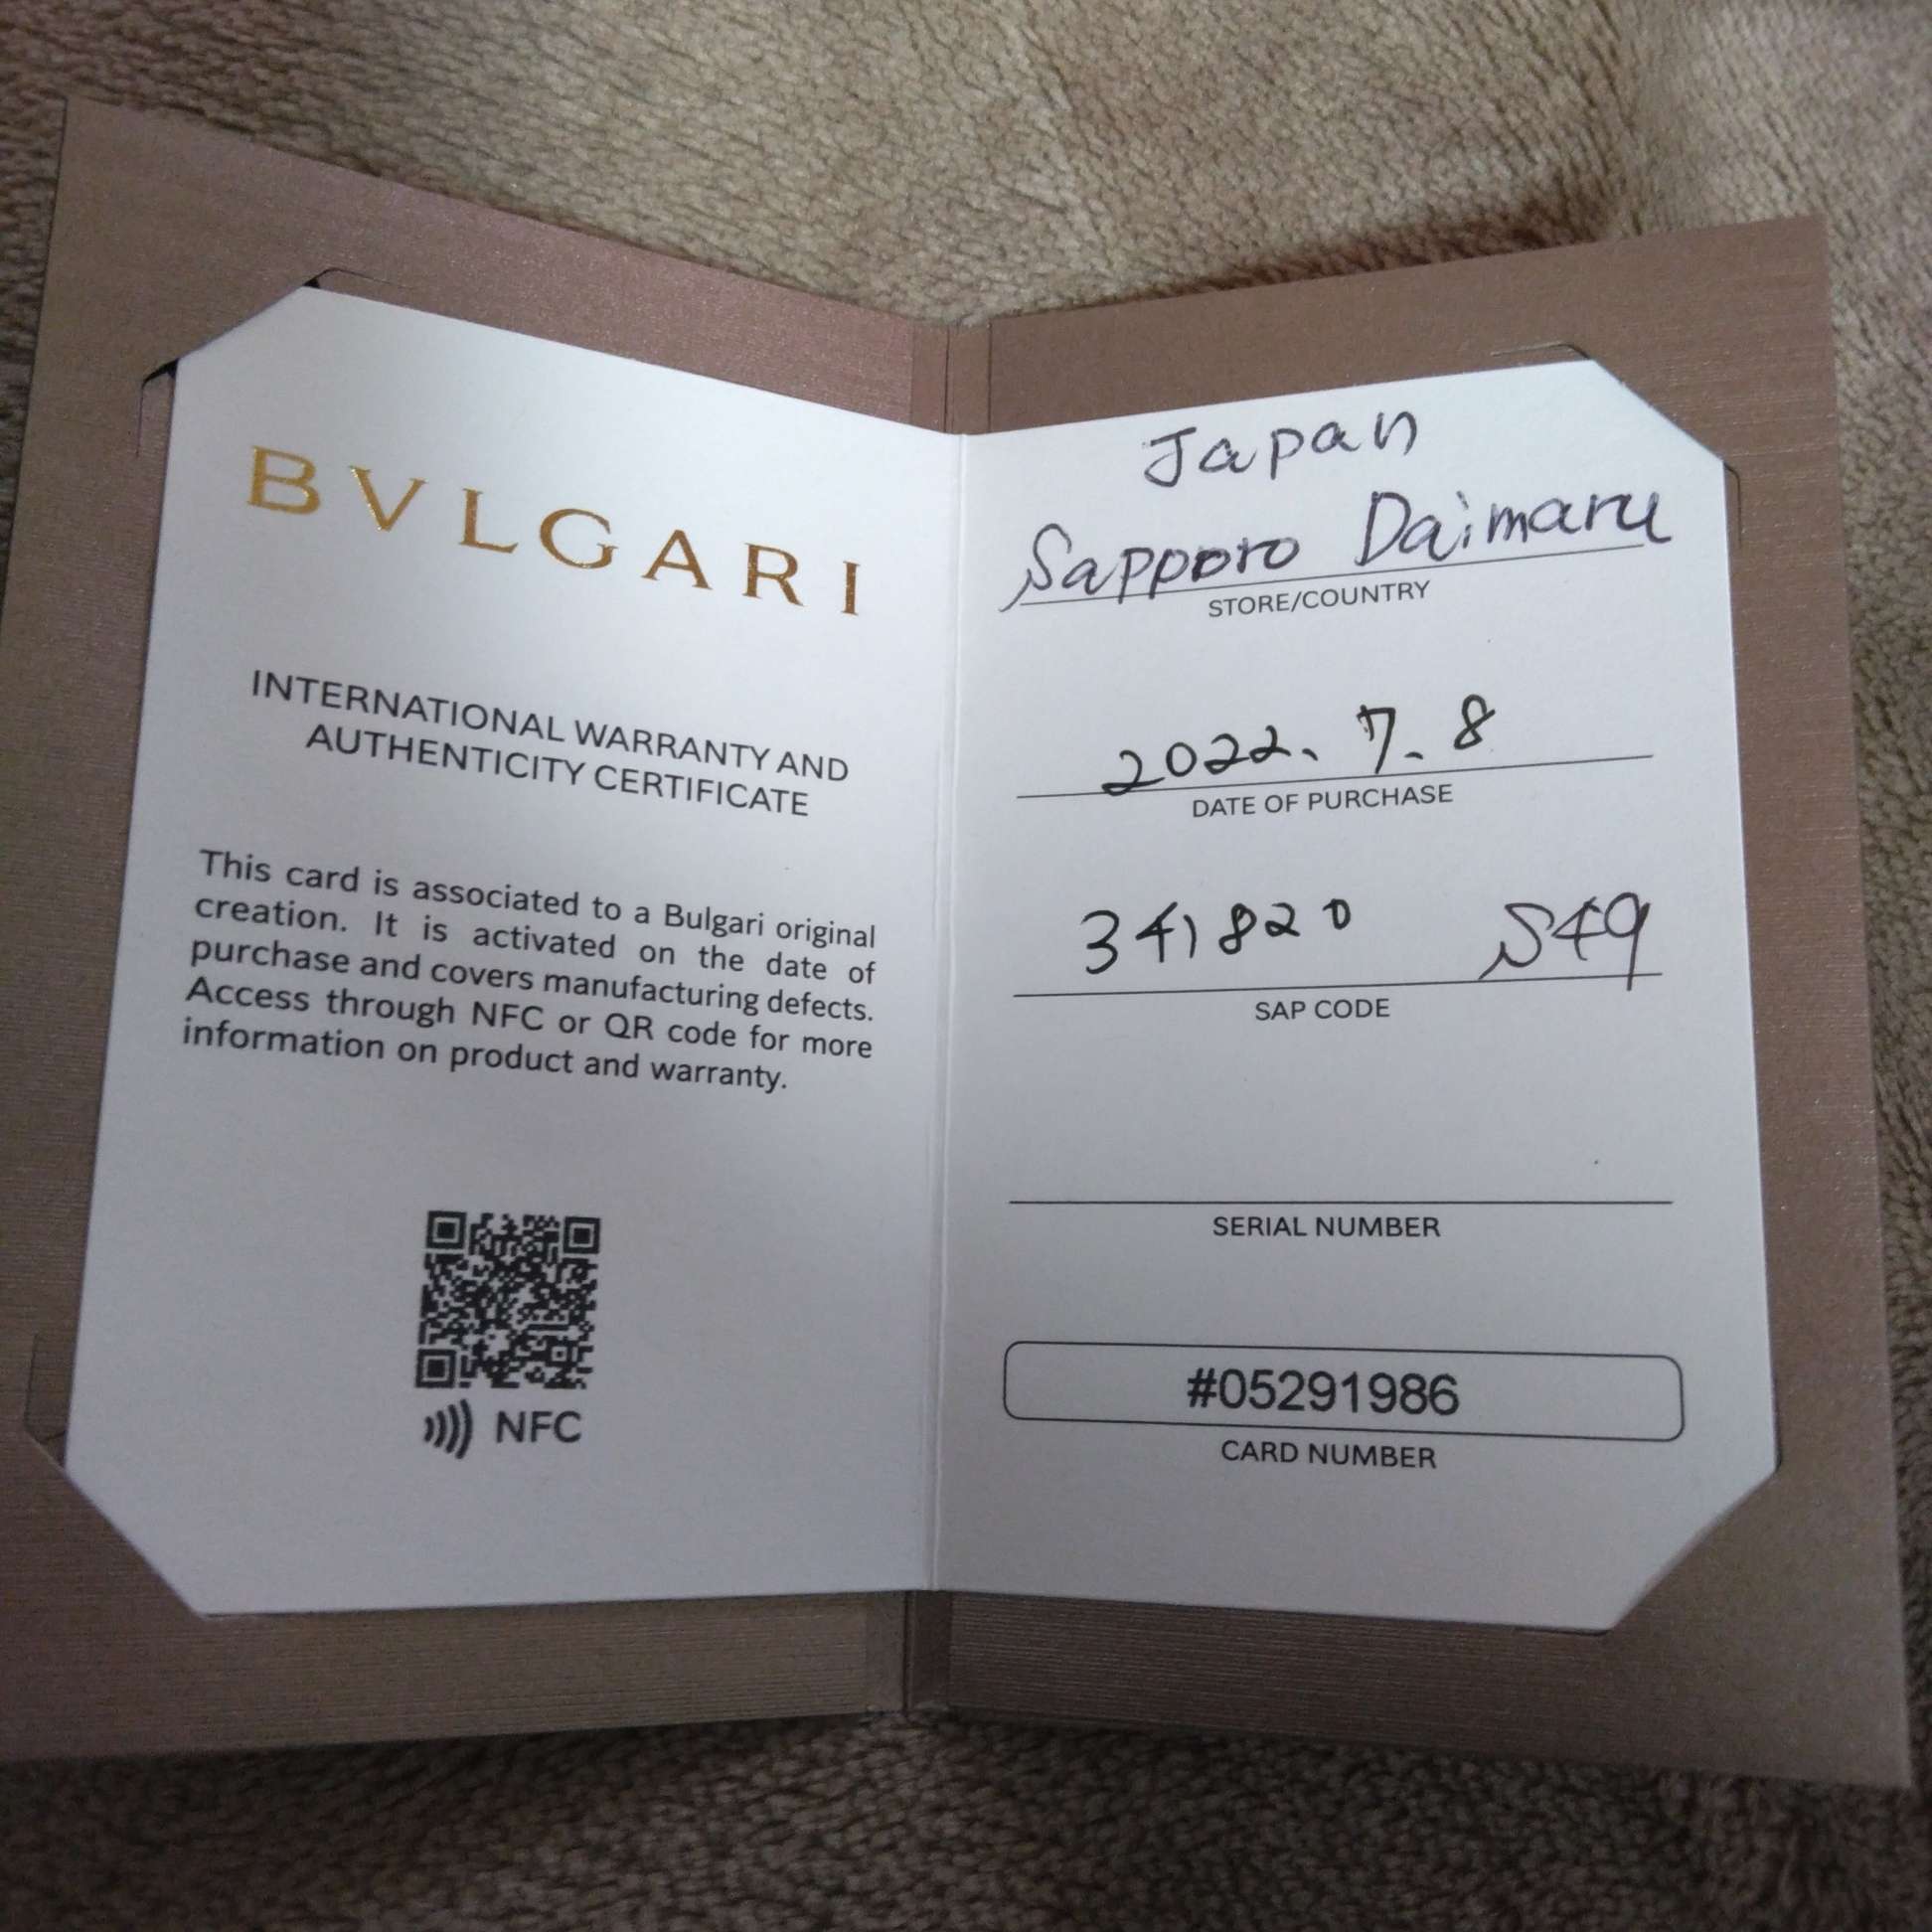 BVLGARI
INTERNATIONAL WARRANTY AND
AUTHENTICITY CERTIFICATE
This card is associated to a Bulgari original
creation. It is activated on the date of
purchase and covers manufacturing defects.
Access through NFC or QR code for more
information on product and warranty.
NFC
Japan
Sapporo Daimaru
STORE/COUNTRY
2022. 7. 8
DATE OF PURCHASE
341820 S49
SAP CODE
SERIAL NUMBER
#05291986
CARD NUMBER